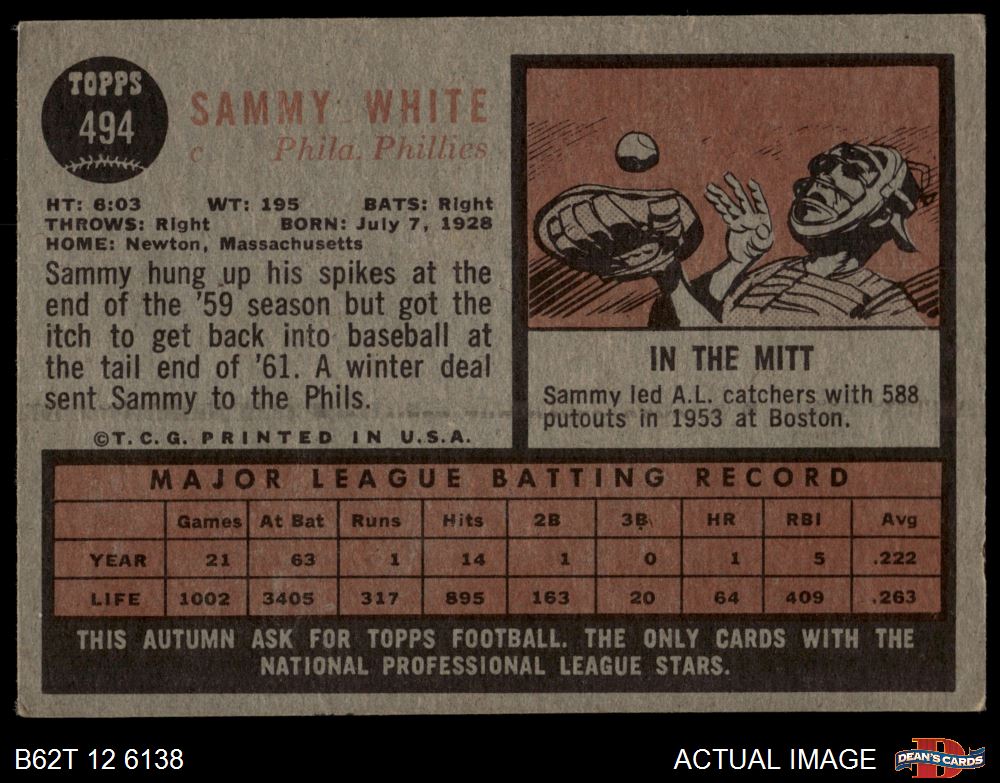 TOPPS
494
SAMMY WHITE
c Phila. Phillies
HT: 6:03 WT: 195 BATS: Right
THROWS: Right BORN: July 7, 1928
HOME: Newton, Massachusetts
Sammy hung up his spikes at the
end of the '59 season but got the
itch to get back into baseball at
the tail end of '61. A winter deal
sent Sammy to the Phils.
©T.C.G. PRINTED IN U.S.A.
IN THE MITT
Sammy led A.L. catchers with 588
putouts in 1953 at Boston.
MAJOR LEAGUE BATTING RECORD
Games At Bat Runs Hits 2B 3B HR RBI Avg
YEAR 21 63 1 14 1 0 1 5 .222
LIFE 1002 3405 317 895 163 20 64 409 .263
THIS AUTUMN ASK FOR TOPPS FOOTBALL. THE ONLY CARDS WITH THE
NATIONAL PROFESSIONAL LEAGUE STARS.
B62T 12 6138 ACTUAL IMAGE
D
DEAN'S CARDS